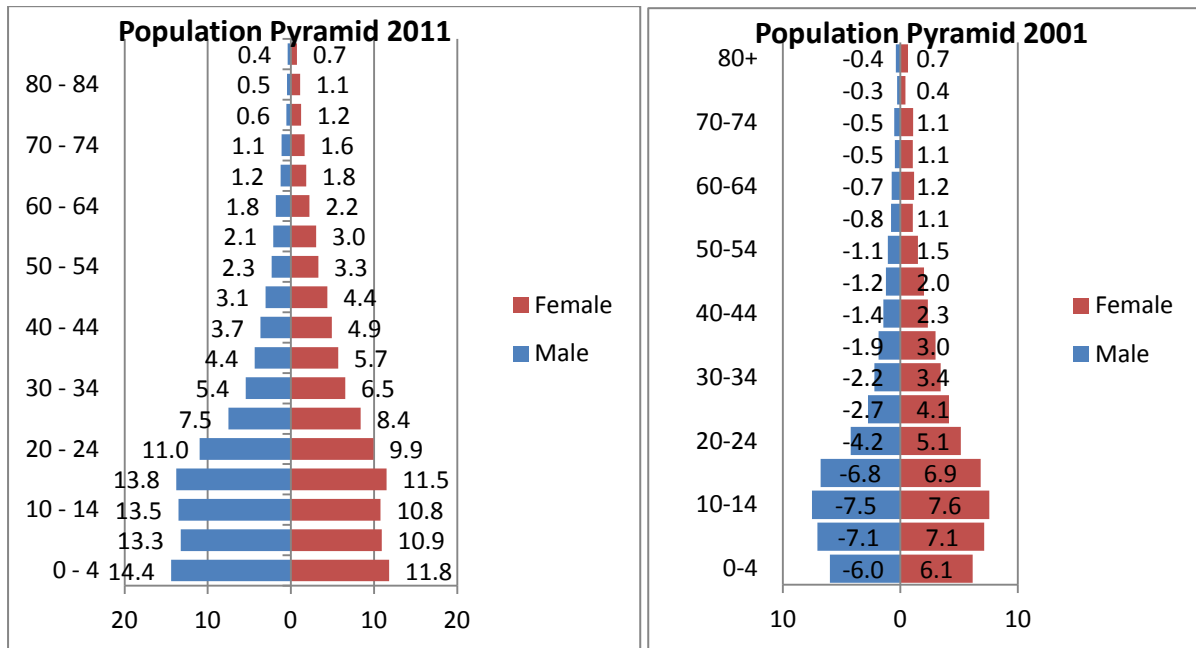 Population Pyramid 2011
0.4 0.7
80 - 84 0.5 1.1
0.6 1.2
70 - 74 1.1 1.6
1.2 1.8
60 - 64 1.8 2.2
2.1 3.0
50 - 54 2.3 3.3
3.1 4.4
40 - 44 3.7 4.9
4.4 5.7
30 - 34 5.4 6.5
7.5 8.4
20 - 24 11.0 9.9
13.8 11.5
10 - 14 13.5 10.8
13.3 10.9
0 - 4 14.4 11.8
20 10 0 10 20
Female
Male
Population Pyramid 2001
80+ -0.4 0.7
-0.3 0.4
70-74 -0.5 1.1
-0.5 1.1
60-64 -0.7 1.2
-0.8 1.1
50-54 -1.1 1.5
-1.2 2.0
40-44 -1.4 2.3
-1.9 3.0
30-34 -2.2 3.4
-2.7 4.1
20-24 -4.2 5.1
-6.8 6.9
10-14 -7.5 7.6
-7.1 7.1
0-4 -6.0 6.1
10 0 10
Female
Male